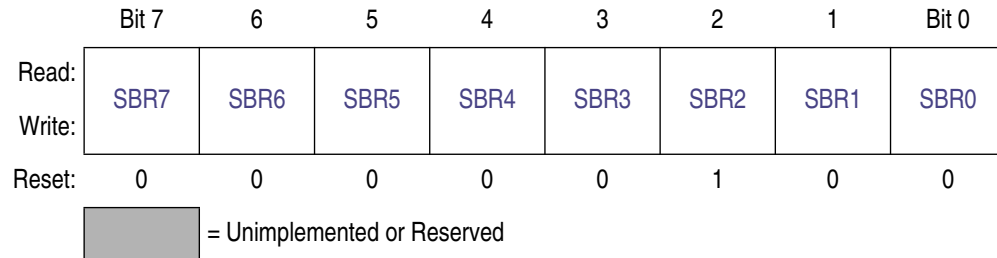 Bit 7 6 5 4 3 2 1 Bit 0
Read:
SBR7 SBR6 SBR5 SBR4 SBR3 SBR2 SBR1 SBR0
Write:
Reset: 0 0 0 0 0 1 0 0
= Unimplemented or Reserved